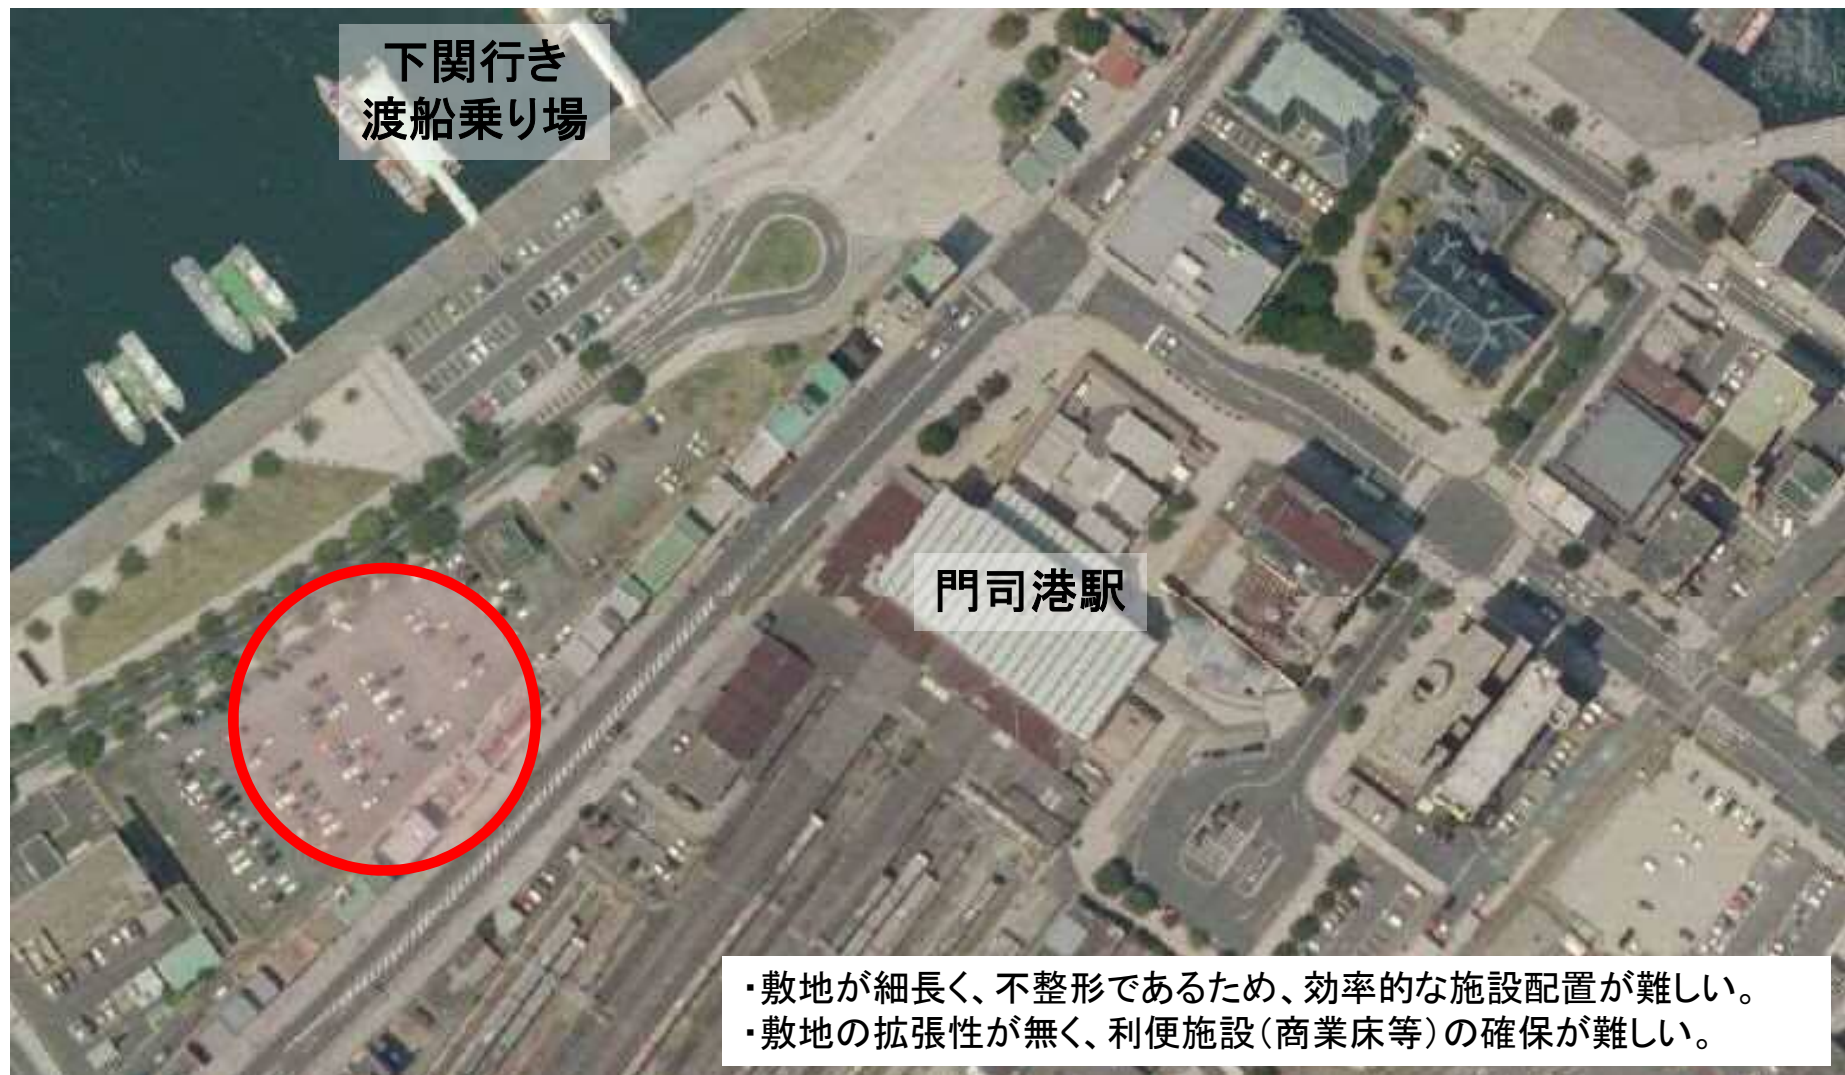 下関行き
渡船乗り場
門司港駅
・敷地が細長く、不整形であるため、効率的な施設配置が難しい。
・敷地の拡張性が無く、利便施設（商業床等）の確保が難しい。